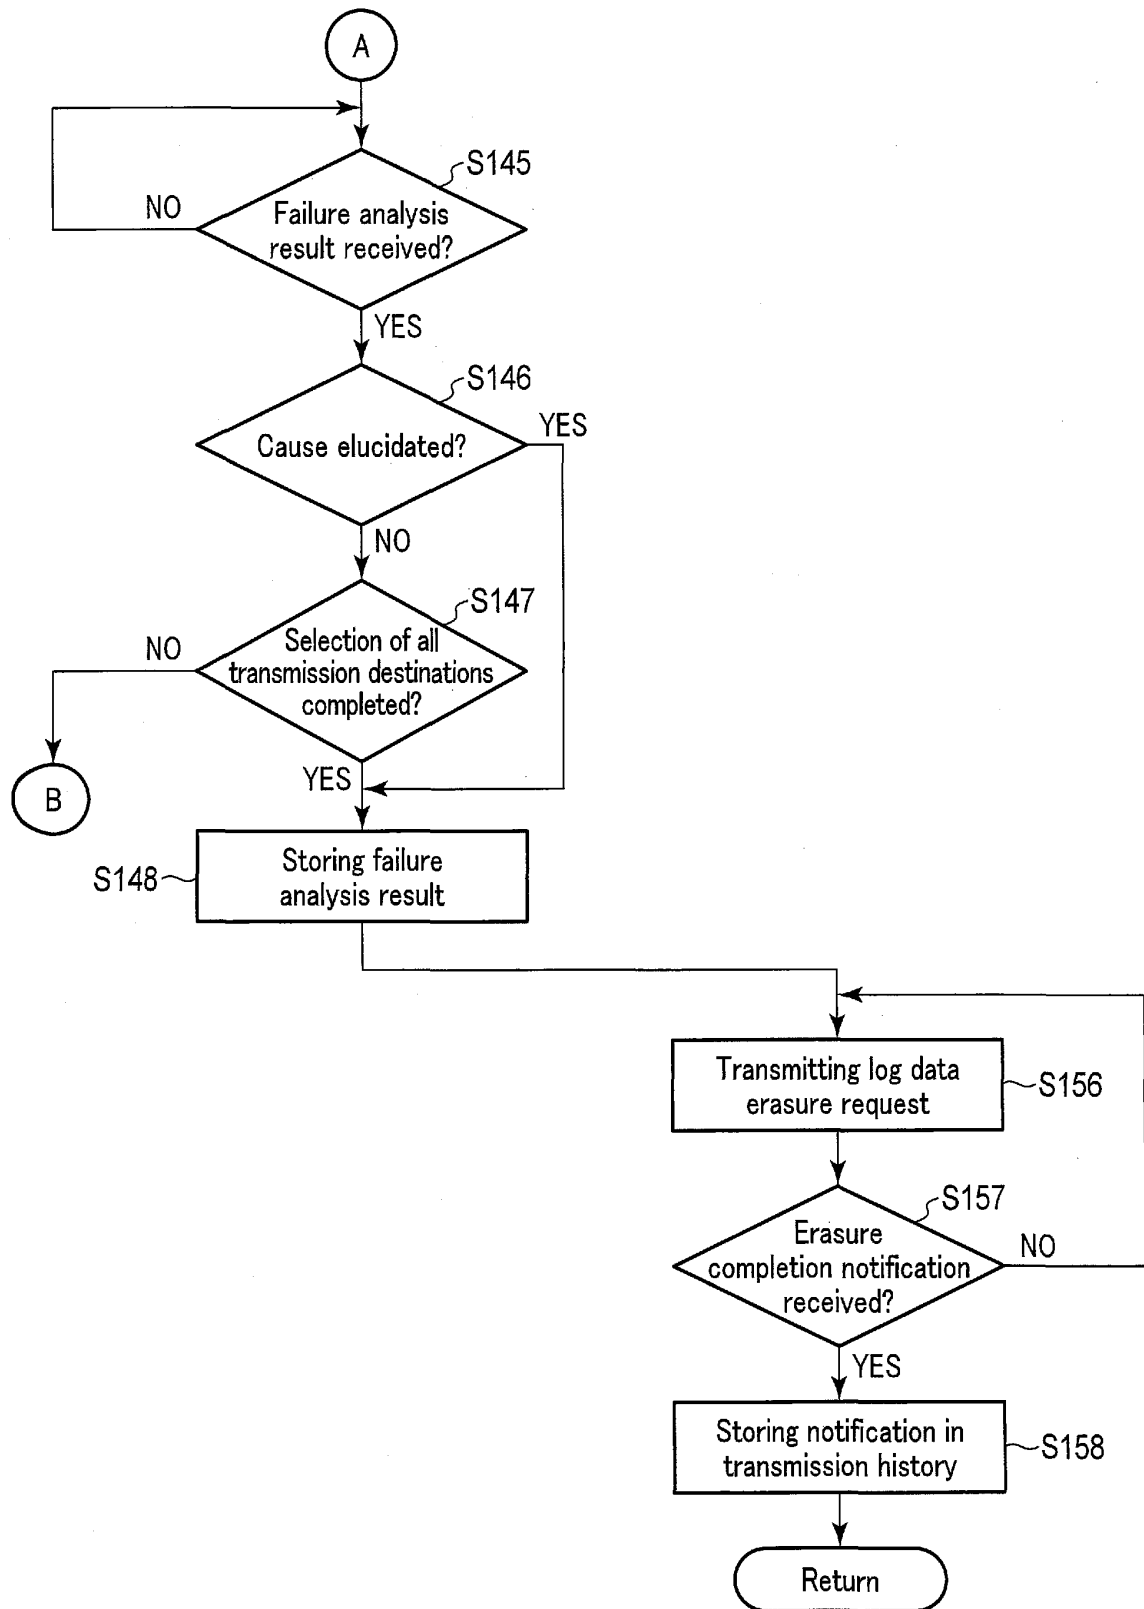 A
S145
NO
Failure analysis
result received?
YES
S146
YES
Cause elucidated?
NO
S147
NO
Selection of all
transmission destinations
completed?
YES
B
Storing failure
analysis result
S148
Transmitting log data
erasure request
S156
S157
Erasure
completion notification
received?
NO
YES
Storing notification in
transmission history
S158
Return